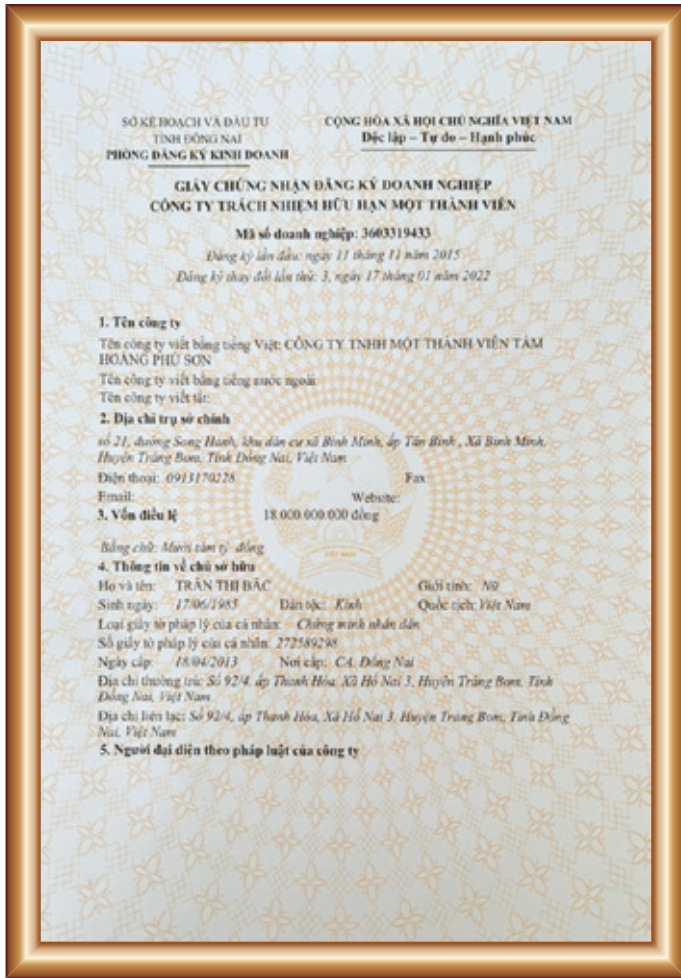 SỞ KẾ HOẠCH VÀ ĐẦU TƯ
TỈNH ĐỒNG NAI
PHÒNG ĐĂNG KÝ KINH DOANH
CỘNG HÒA XÃ HỘI CHỦ NGHĨA VIỆT NAM
Độc lập – Tự do – Hạnh phúc
GIẤY CHỨNG NHẬN ĐĂNG KÝ DOANH NGHIỆP
CÔNG TY TRÁCH NHIỆM HỮU HẠN MỘT THÀNH VIÊN
Mã số doanh nghiệp: 3603319433
Đăng ký lần đầu: ngày 11 tháng 11 năm 2015
Đăng ký thay đổi lần thứ: 3, ngày 17 tháng 01 năm 2022
1. Tên công ty
Tên công ty viết bằng tiếng Việt: CÔNG TY TNHH MỘT THÀNH VIÊN TÂM
HOÀNG PHÚ SƠN
Tên công ty viết bằng tiếng nước ngoài:
Tên công ty viết tắt:
2. Địa chỉ trụ sở chính
số 21, đường Song Hành, khu dân cư xã Bình Minh, ấp Tân Bình , Xã Bình Minh,
Huyện Trảng Bom, Tỉnh Đồng Nai, Việt Nam
Điện thoại: 0913170228 Fax:
Email: Website:
3. Vốn điều lệ 18.000.000.000 đồng
Bằng chữ: Mười tám tỷ đồng
4. Thông tin về chủ sở hữu
Họ và tên: TRẦN THỊ BẮC Giới tính: Nữ
Sinh ngày: 17/06/1985 Dân tộc: Kinh Quốc tịch: Việt Nam
Loại giấy tờ pháp lý của cá nhân: Chứng minh nhân dân
Số giấy tờ pháp lý của cá nhân: 272589298
Ngày cấp: 18/04/2013 Nơi cấp: CA. Đồng Nai
Địa chỉ thường trú: Số 92/4, ấp Thanh Hóa, Xã Hố Nai 3, Huyện Trảng Bom, Tỉnh
Đồng Nai, Việt Nam
Địa chỉ liên lạc: Số 92/4, ấp Thanh Hóa, Xã Hố Nai 3, Huyện Trảng Bom, Tỉnh Đồng
Nai, Việt Nam
5. Người đại diện theo pháp luật của công ty
VIỆT NAM